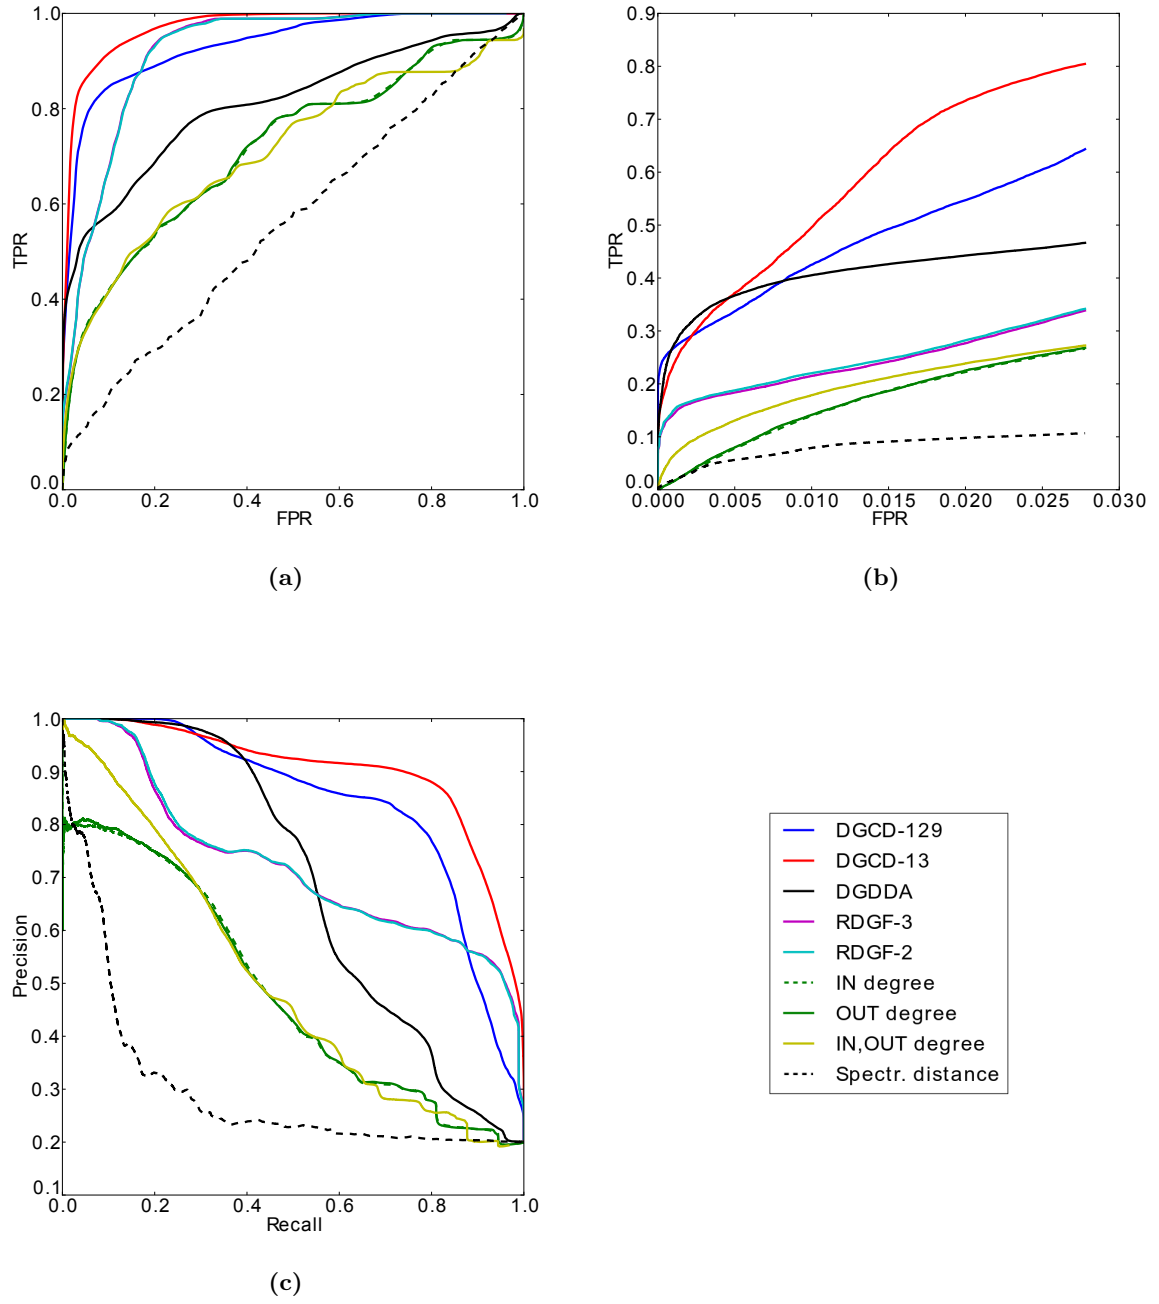 1.0
0.8
0.6
0.4
0.2
0.0
TPR
0.0 0.2 0.4 0.6 0.8 1.0
FPR
(a)
0.9
0.8
0.7
0.6
0.5
0.4
0.3
0.2
0.1
0.0
TPR
0.000 0.005 0.010 0.015 0.020 0.025 0.030
FPR
(b)
1.0
0.9
0.8
0.7
0.6
0.5
0.4
0.3
0.2
0.1
Precision
0.0 0.2 0.4 0.6 0.8 1.0
Recall
(c)
DGCD-129
DGCD-13
DGDDA
RDGF-3
RDGF-2
IN degree
OUT degree
IN,OUT degree
Spectr. distance